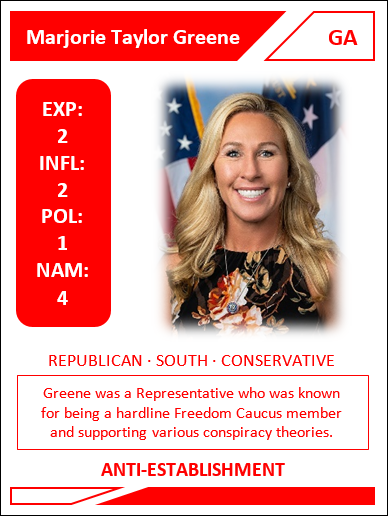 Marjorie Taylor Greene
GA
EXP:
2
INFL:
2
POL:
1
NAM:
4
REPUBLICAN · SOUTH · CONSERVATIVE
Greene was a Representative who was known
for being a hardline Freedom Caucus member
and supporting various conspiracy theories.
ANTI-ESTABLISHMENT